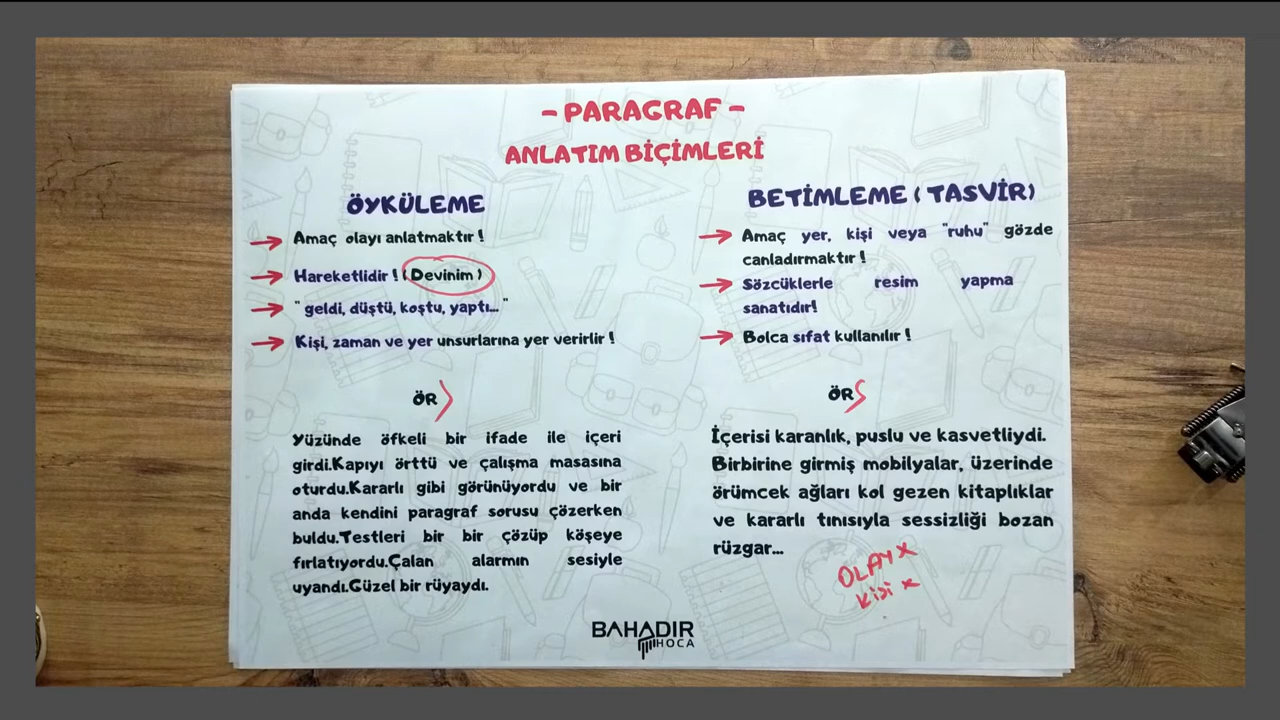 - PARAGRAF -
ANLATIM BİÇİMLERİ
ÖYKÜLEME
Amaç olayı anlatmaktır !
Hareketlidir ! ( Devinim )
" geldi, düştü, koştu, yaptı... "
Kişi, zaman ve yer unsurlarına yer verirlir !
ÖR
Yüzünde öfkeli bir ifade ile içeri
girdi.Kapıyı örttü ve çalışma masasına
oturdu.Kararlı gibi görünüyordu ve bir
anda kendini paragraf sorusu çözerken
buldu.Testleri bir bir çözüp köşeye
fırlatıyordu.Çalan alarmın sesiyle
uyandı.Güzel bir rüyaydı.
BETİMLEME ( TASVİR)
Amaç yer, kişi veya "ruhu" gözde
canladırmaktır !
Sözcüklerle resim yapma
sanatıdır!
Bolca sıfat kullanılır !
ÖR
İçerisi karanlık, puslu ve kasvetliydi.
Birbirine girmiş mobilyalar, üzerinde
örümcek ağları kol gezen kitaplıklar
ve kararlı tınısıyla sessizliği bozan
rüzgar...
OLAY x
Kişi x
BAHADIR
HOCA